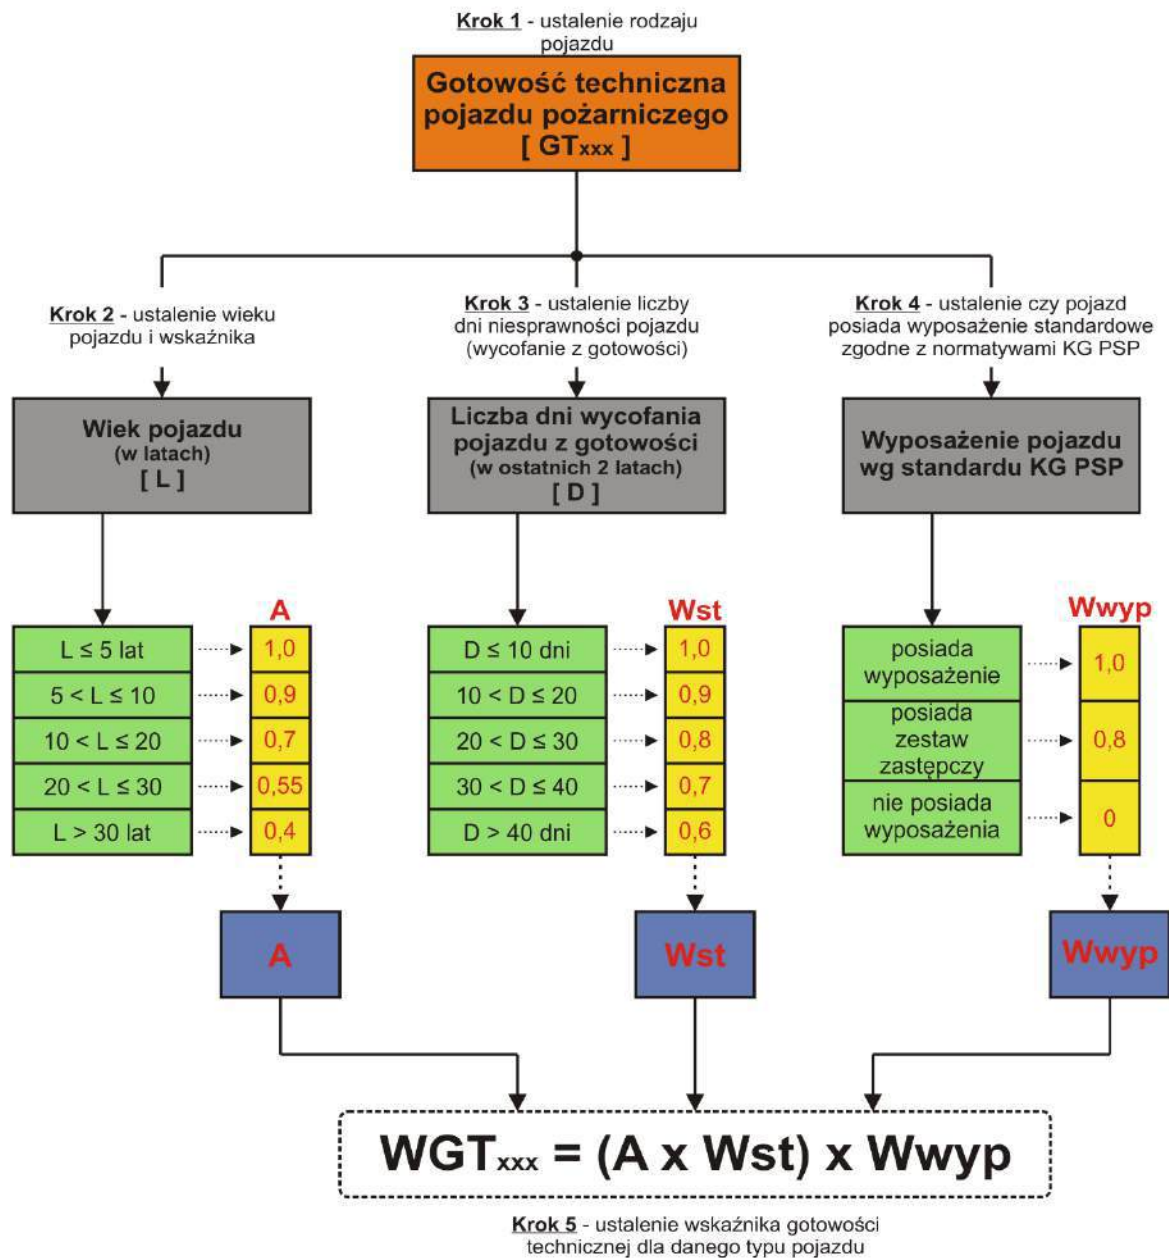 Krok 1 - ustalenie rodzaju
pojazdu
Gotowość techniczna
pojazdu pożarniczego
[ GTxxx ]
Krok 2 - ustalenie wieku
pojazdu i wskaźnika
Krok 3 - ustalenie liczby
dni niesprawności pojazdu
(wycofanie z gotowości)
Krok 4 - ustalenie czy pojazd
posiada wyposażenie standardowe
zgodne z normatywami KG PSP
Wiek pojazdu
(w latach)
[ L ]
Liczba dni wycofania
pojazdu z gotowości
(w ostatnich 2 latach)
[ D ]
Wyposażenie pojazdu
wg standardu KG PSP
A
L ≤ 5 lat
1,0
5 < L ≤ 10
0,9
10 < L ≤ 20
0,7
20 < L ≤ 30
0,55
L > 30 lat
0,4
Wst
D ≤ 10 dni
1,0
10 < D ≤ 20
0,9
20 < D ≤ 30
0,8
30 < D ≤ 40
0,7
D > 40 dni
0,6
Wwyp
posiada
wyposażenie
1,0
posiada
zestaw
zastępczy
0,8
nie posiada
wyposażenia
0
A
Wst
Wwyp
WGTxxx = (A x Wst) x Wwyp
Krok 5 - ustalenie wskaźnika gotowości
technicznej dla danego typu pojazdu